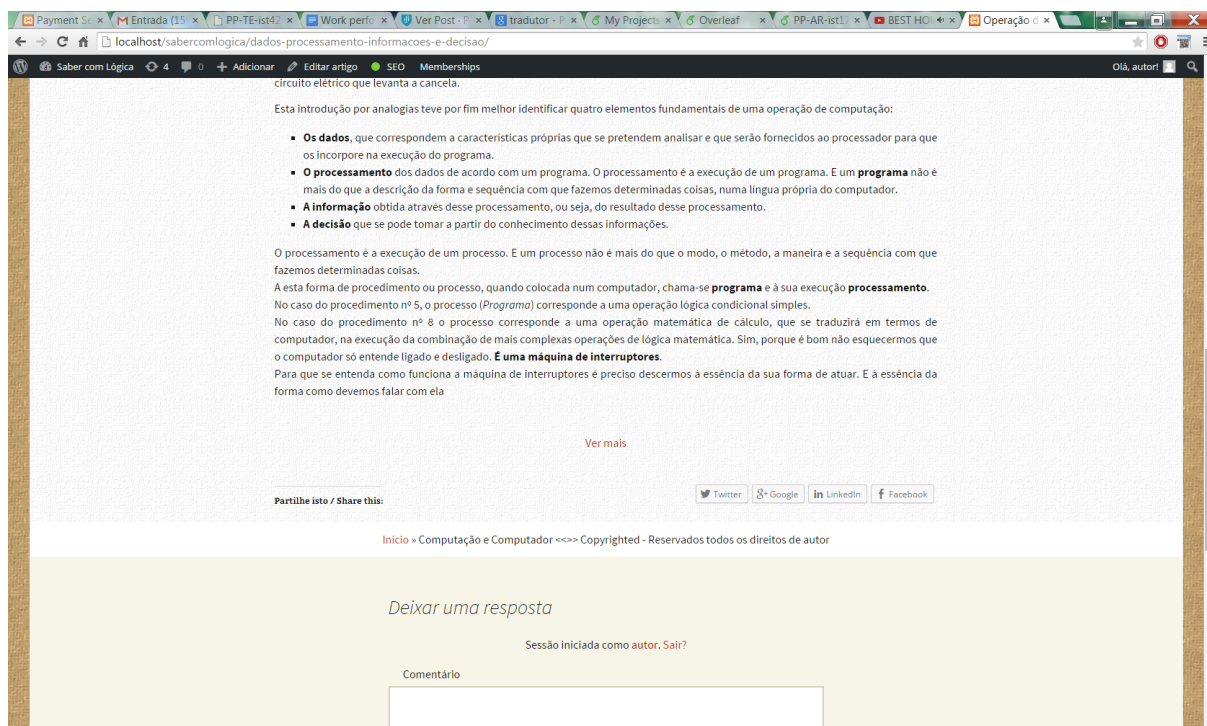 Payment Se
Entrada (15
PP-TE-ist42
Work perfo
Ver Post ‹ P
tradutor - P
My Projects
Overleaf
PP-AR-ist17
BEST HO
Operação d
localhost/sabercomlogica/dados-processamento-informacoes-e-decisao/
Saber com Lógica 4 0 + Adicionar Editar artigo SEO Memberships Olá, autor!
circuito elétrico que levanta a cancela.
Esta introdução por analogias teve por fim melhor identificar quatro elementos fundamentais de uma operação de computação:
Os dados, que correspondem a características próprias que se pretendem analisar e que serão fornecidos ao processador para que
os incorpore na execução do programa.
O processamento dos dados de acordo com um programa. O processamento é a execução de um programa. E um programa não é
mais do que a descrição da forma e sequência com que fazemos determinadas coisas, numa língua própria do computador.
A informação obtida através desse processamento, ou seja, do resultado desse processamento.
A decisão que se pode tomar a partir do conhecimento dessas informações.
O processamento é a execução de um processo. E um processo não é mais do que o modo, o método, a maneira e a sequência com que
fazemos determinadas coisas.
A esta forma de procedimento ou processo, quando colocada num computador, chama-se programa e à sua execução processamento.
No caso do procedimento nº 5, o processo (Programa) corresponde a uma operação lógica condicional simples.
No caso do procedimento nº 8 o processo corresponde a uma operação matemática de cálculo, que se traduzirá em termos de
computador, na execução da combinação de mais complexas operações de lógica matemática. Sim, porque é bom não esquecermos que
o computador só entende ligado e desligado. É uma máquina de interruptores.
Para que se entenda como funciona a máquina de interruptores é preciso descermos à essência da sua forma de atuar. E à essência da
forma como devemos falar com ela
Ver mais
Partilhe isto / Share this:
Twitter
Google
LinkedIn
Facebook
Início » Computação e Computador <<>> Copyrighted - Reservados todos os direitos de autor
Deixar uma resposta
Sessão iniciada como autor. Sair?
Comentário